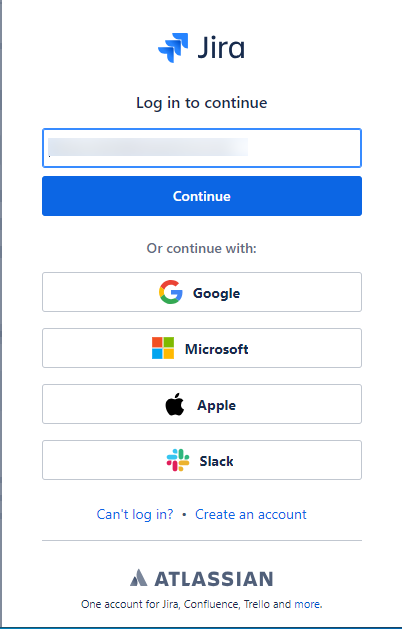 Jira
Log in to continue
Continue
Or continue with:
Google
Microsoft
Apple
Slack
Can't log in? • Create an account
ATLASSIAN
One account for Jira, Confluence, Trello and more.